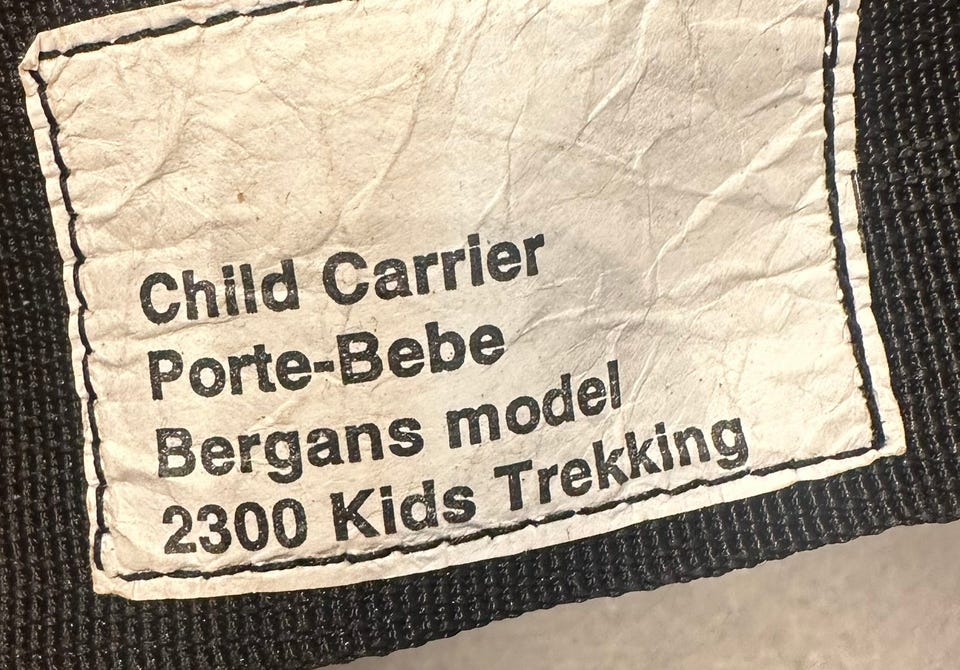 Child Carrier
Porte-Bebe
Bergans model
2300 Kids Trekking